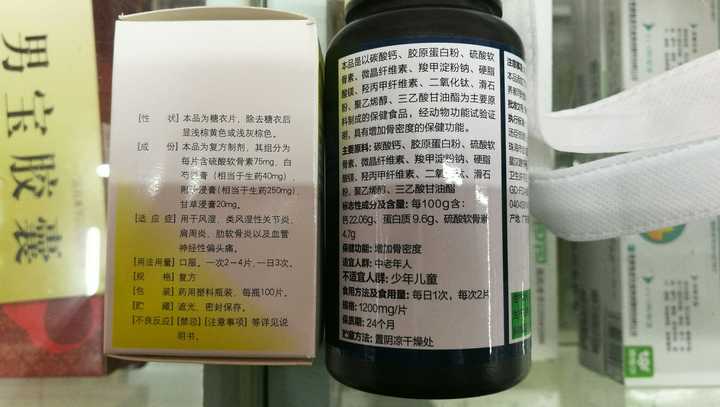 男宝胶囊
[性 状] 本品为糖衣片，除去糖衣后
显浅棕黄色或浅灰棕色。
[成 份] 本品为复方制剂，其组分为
每片含硫酸软骨素75mg，白
芍浸膏（相当于生药40mg），
附子浸膏（相当于生药250mg），
甘草浸膏20mg。
[适 应 症] 用于风湿、类风湿性关节炎，
肩周炎、肋软骨炎以及血管
神经性偏头痛。
[用法用量] 口服。一次2~4片，一日3次。
[规 格] 复方
[包 装] 药用塑料瓶装，每瓶100片。
[贮 藏] 遮光，密封保存。
[不良反应] [禁忌] [注意事项] 等详见说
明书。
本品是以碳酸钙、胶原蛋白粉、硫酸软
骨素、微晶纤维素、羧甲淀粉钠、硬脂
酸镁、羟丙甲纤维素、二氧化钛、滑石
粉、聚乙烯醇、三乙酸甘油酯为主要原
料制成的保健食品，经动物功能试验证
明，具有增加骨密度的保健功能。
主要原料：碳酸钙、胶原蛋白粉、硫酸软
骨素、微晶纤维素、羧甲淀粉钠、硬脂
酸镁、羟丙甲纤维素、二氧化钛、滑石
粉、聚乙烯醇、三乙酸甘油酯
标志性成分及含量：每100g含：
钙 22.06g、蛋白质 9.6g、硫酸软骨素
4.7g
保健功能：增加骨密度
适宜人群：中老年人
不适宜人群：少年儿童
食用方法及食用量：每日1次，每次2片
规格：1200mg/片
保质期：24个月
贮藏方法：置阴凉干燥处